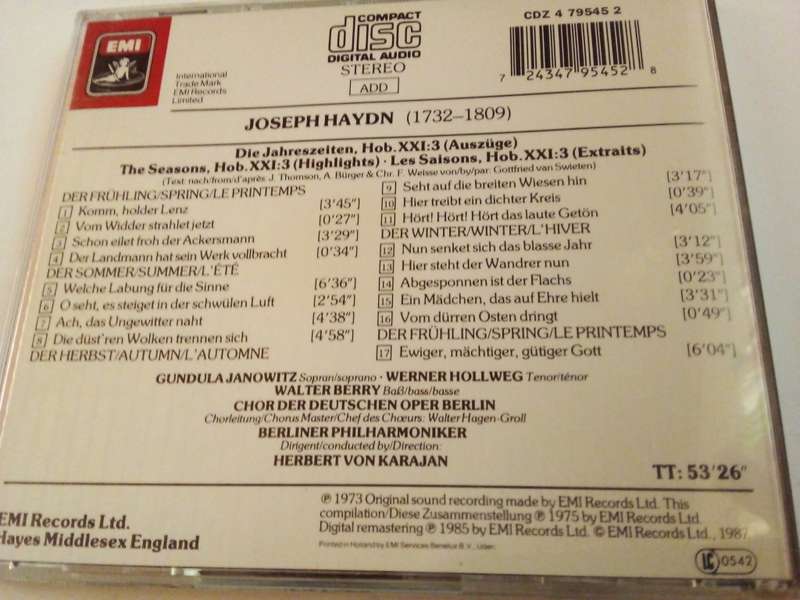 EMI
International
Trade Mark
EMI Records
Limited
COMPACT
disc
DIGITAL AUDIO
STEREO
ADD
CDZ 4 79545 2
7 24347 95452 8
JOSEPH HAYDN (1732–1809)
Die Jahreszeiten, Hob. XXI:3 (Auszüge)
The Seasons, Hob. XXI:3 (Highlights) · Les Saisons, Hob. XXI:3 (Extraits)
(Text: nach/from/d'après J. Thomson, A. Bürger & Chr. F. Weisse von/by/par: Gottfried van Swieten)
DER FRÜHLING/SPRING/LE PRINTEMPS
1 Komm, holder Lenz [3'45"]
2 Vom Widder strahlet jetzt [0'27"]
3 Schon eilet froh der Ackersmann [3'29"]
4 Der Landmann hat sein Werk vollbracht [0'34"]
DER SOMMER/SUMMER/L'ÉTÉ
5 Welche Labung für die Sinne [6'36"]
6 O seht, es steiget in der schwülen Luft [2'54"]
7 Ach, das Ungewitter naht [4'38"]
8 Die düst'ren Wolken trennen sich [4'58"]
DER HERBST/AUTUMN/L'AUTOMNE
9 Seht auf die breiten Wiesen hin [3'17"]
10 Hier treibt ein dichter Kreis [0'39"]
11 Hört! Hört! Hört das laute Getön [4'05"]
DER WINTER/WINTER/L'HIVER
12 Nun senket sich das blasse Jahr [3'12"]
13 Hier steht der Wandrer nun [3'59"]
14 Abgesponnen ist der Flachs [0'23"]
15 Ein Mädchen, das auf Ehre hielt [3'31"]
16 Vom dürren Osten dringt [0'49"]
DER FRÜHLING/SPRING/LE PRINTEMPS
17 Ewiger, mächtiger, gütiger Gott [6'04"]
GUNDULA JANOWITZ Sopran/soprano · WERNER HOLLWEG Tenor/ténor
WALTER BERRY Baß/bass/basse
CHOR DER DEUTSCHEN OPER BERLIN
Chorleitung/Chorus Master/Chef des Chœurs: Walter Hagen-Groll
BERLINER PHILHARMONIKER
Dirigent/conducted by/Direction:
HERBERT VON KARAJAN
TT: 53'26"
EMI Records Ltd.
Hayes Middlesex England
℗ 1973 Original sound recording made by EMI Records Ltd. This
compilation/Diese Zusammenstellung ℗ 1975 by EMI Records Ltd.
Digital remastering ℗ 1985 by EMI Records Ltd. © EMI Records Ltd., 1987
Printed in Holland by EMI Services Benelux B.V., Uden.
LC 0542